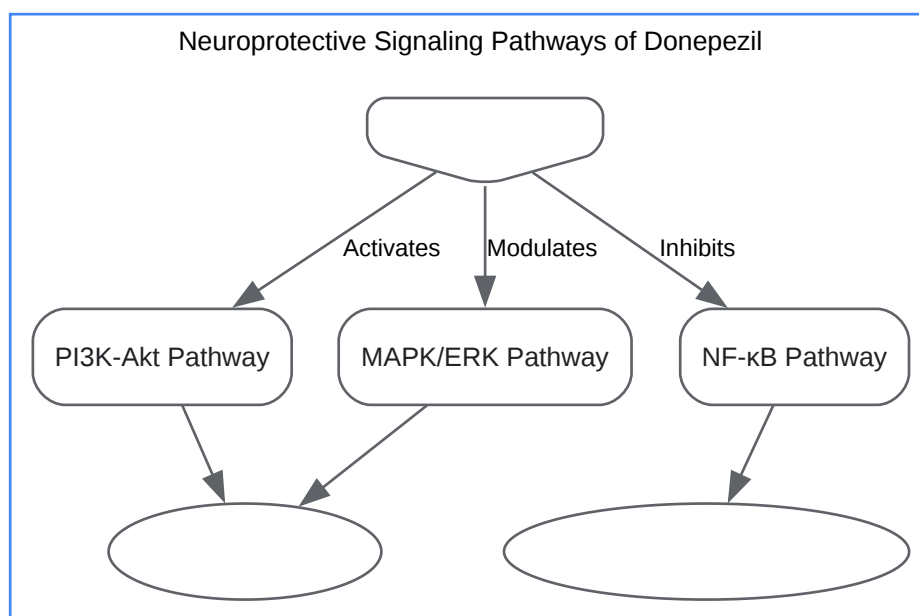 Neuroprotective Signaling Pathways of Donepezil
Activates
Modulates
Inhibits
PI3K-Akt Pathway
MAPK/ERK Pathway
NF-κB Pathway